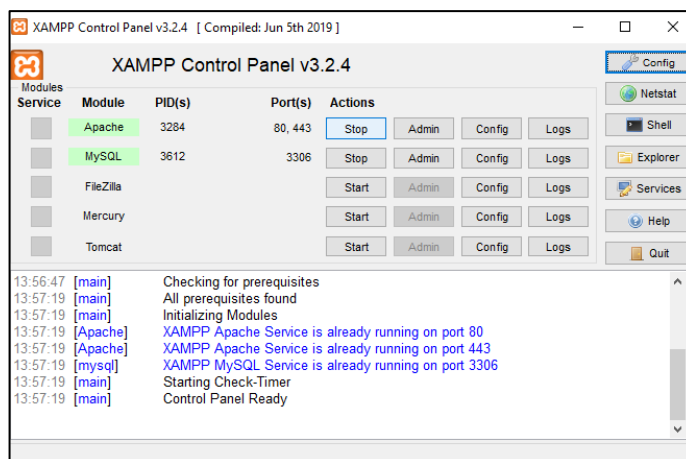 XAMPP Control Panel v3.2.4 [ Compiled: Jun 5th 2019 ]
XAMPP Control Panel v3.2.4
Config
Modules
Service Module PID(s) Port(s) Actions
Netstat
Apache 3284 80, 443 Stop Admin Config Logs
Shell
MySQL 3612 3306 Stop Admin Config Logs
Explorer
FileZilla Start Admin Config Logs
Services
Mercury Start Admin Config Logs
Help
Tomcat Start Admin Config Logs
Quit
13:56:47 [main] Checking for prerequisites
13:57:19 [main] All prerequisites found
13:57:19 [main] Initializing Modules
13:57:19 [Apache] XAMPP Apache Service is already running on port 80
13:57:19 [Apache] XAMPP Apache Service is already running on port 443
13:57:19 [mysql] XAMPP MySQL Service is already running on port 3306
13:57:19 [main] Starting Check-Timer
13:57:19 [main] Control Panel Ready